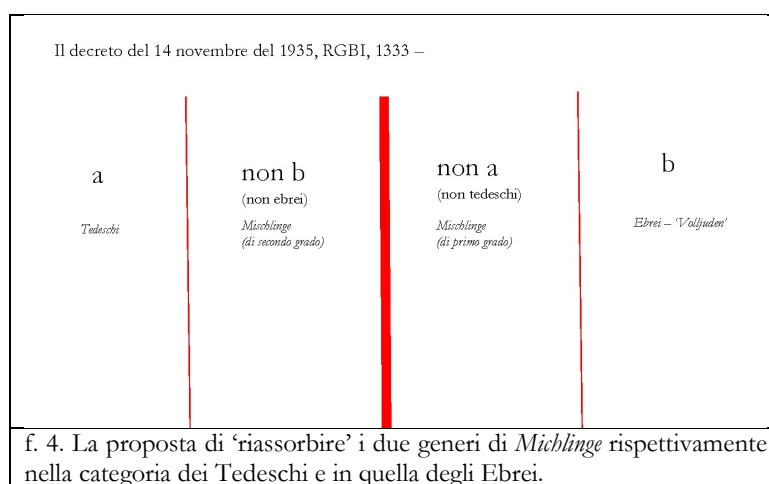 Il decreto del 14 novembre del 1935, RGBI, 1333 –
a
Tedeschi
non b
(non ebrei)
Mischlinge
(di secondo grado)
non a
(non tedeschi)
Mischlinge
(di primo grado)
b
Ebrei – ‘Volljuden’
f. 4. La proposta di ‘riassorbire’ i due generi di Michlinge rispettivamente
nella categoria dei Tedeschi e in quella degli Ebrei.